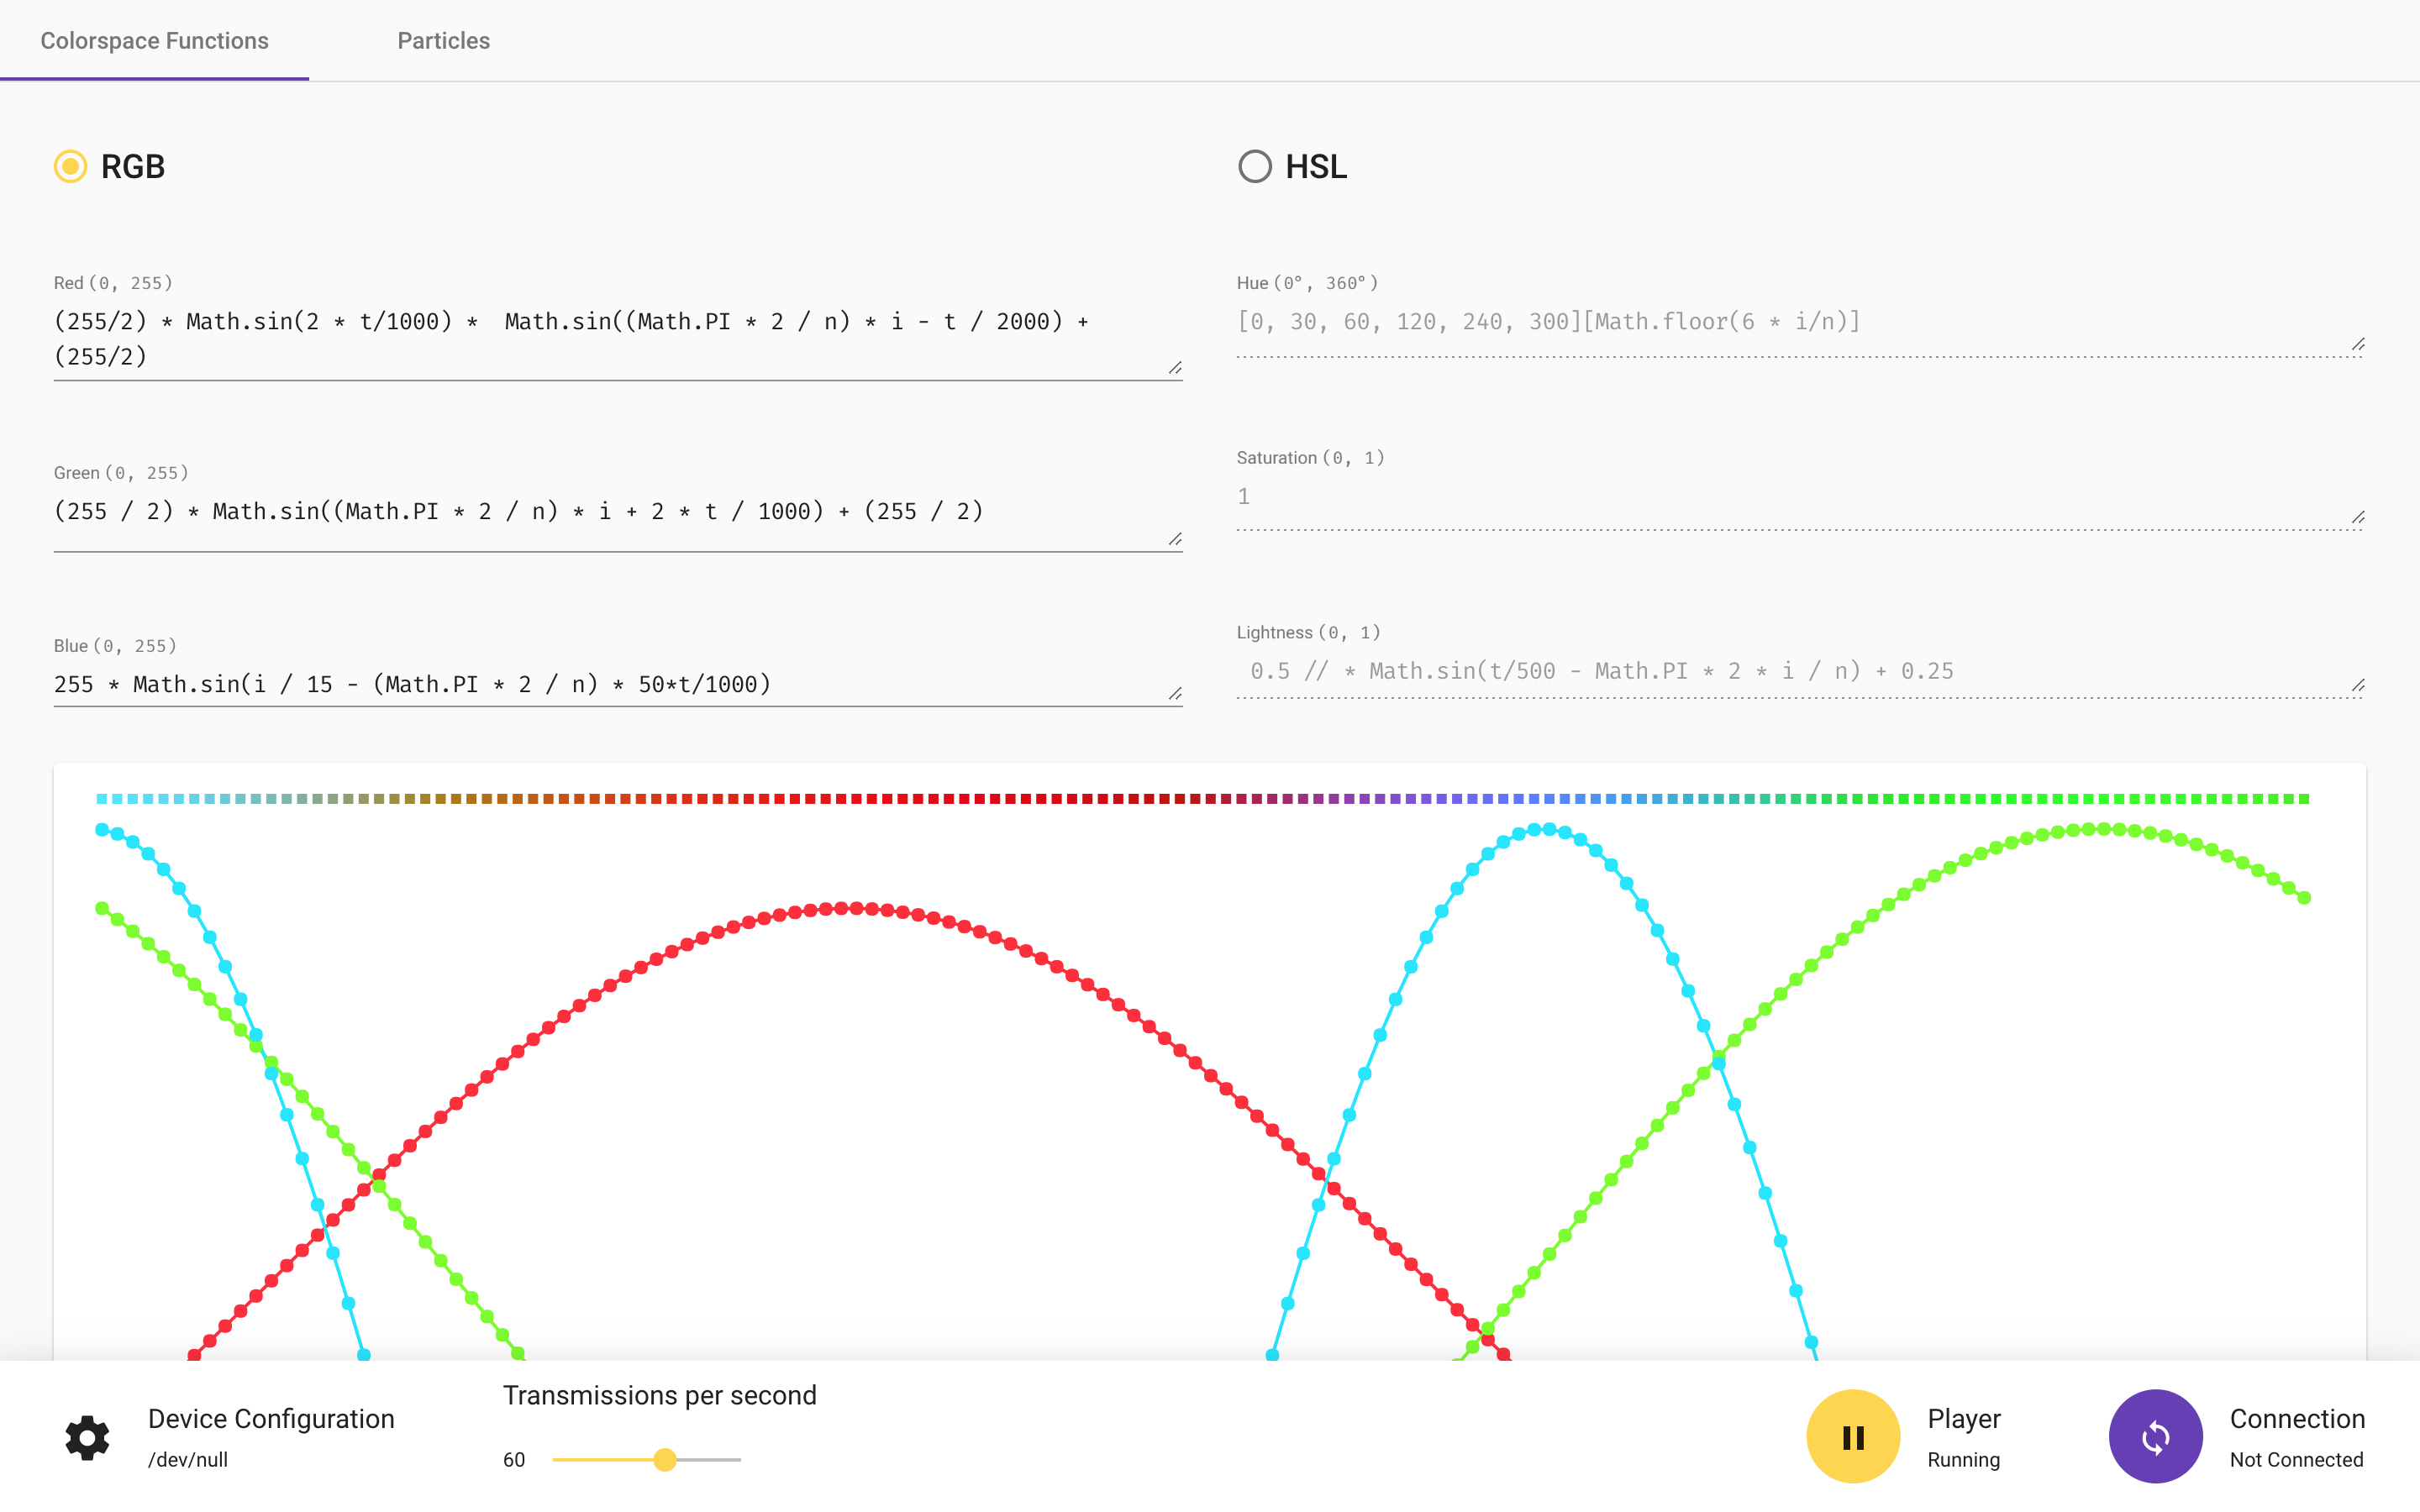 Colorspace Functions
Particles
RGB
HSL
Red (0, 255)
(255/2) * Math.sin(2 * t/1000) *  Math.sin((Math.PI * 2 / n) * i - t / 2000) +
(255/2)
Hue (0°, 360°)
[0, 30, 60, 120, 240, 300][Math.floor(6 * i/n)]
Green (0, 255)
(255 / 2) * Math.sin((Math.PI * 2 / n) * i + 2 * t / 1000) + (255 / 2)
Saturation (0, 1)
1
Blue (0, 255)
255 * Math.sin(i / 15 - (Math.PI * 2 / n) * 50*t/1000)
Lightness (0, 1)
0.5 // * Math.sin(t/500 - Math.PI * 2 * i / n) + 0.25
Device Configuration
/dev/null
Transmissions per second
60
Player
Running
Connection
Not Connected